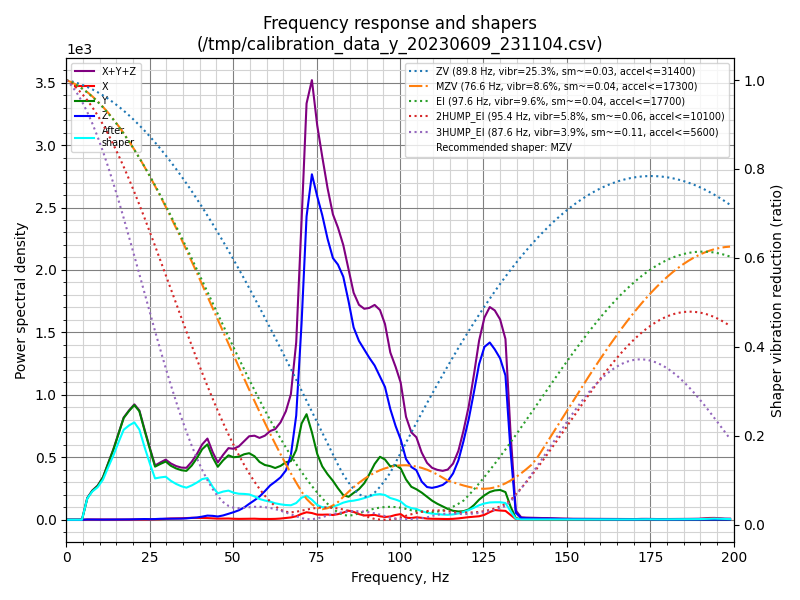 Frequency response and shapers
(/tmp/calibration_data_y_20230609_231104.csv)
1e3
X+Y+Z
X
Y
Z
After
shaper
ZV (89.8 Hz, vibr=25.3%, sm~=0.03, accel<=31400)
MZV (76.6 Hz, vibr=8.6%, sm~=0.04, accel<=17300)
EI (97.6 Hz, vibr=9.6%, sm~=0.04, accel<=17700)
2HUMP_EI (95.4 Hz, vibr=5.8%, sm~=0.06, accel<=10100)
3HUMP_EI (87.6 Hz, vibr=3.9%, sm~=0.11, accel<=5600)
Recommended shaper: MZV
3.5
3.0
2.5
2.0
1.5
1.0
0.5
0.0
Power spectral density
1.0
0.8
0.6
0.4
0.2
0.0
Shaper vibration reduction (ratio)
0 25 50 75 100 125 150 175 200
Frequency, Hz